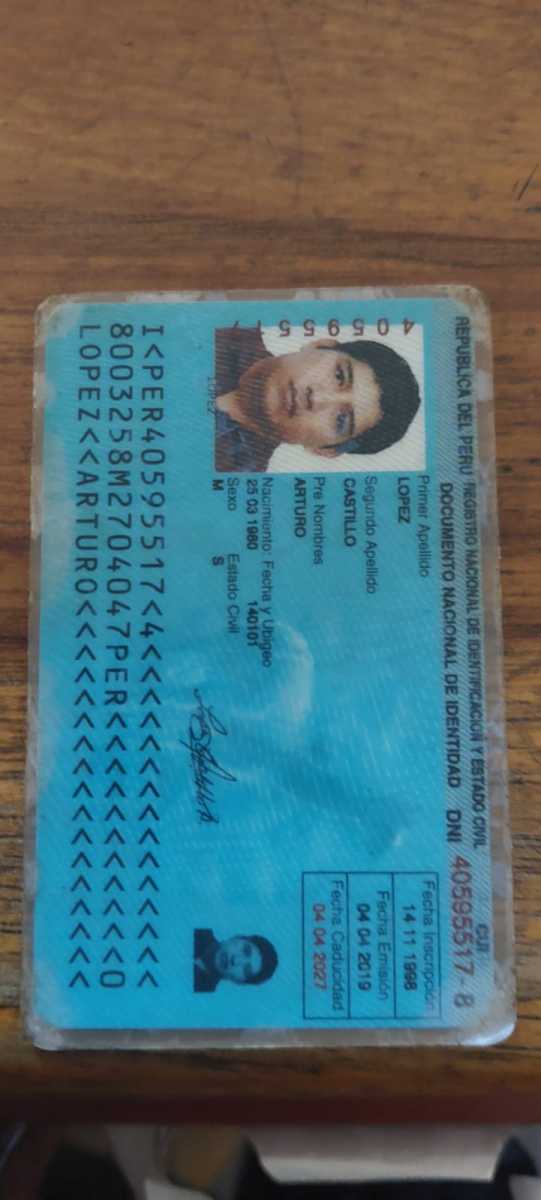 REPUBLICA DEL PERU REGISTRO NACIONAL DE IDENTIFICACION Y ESTADO CIVIL
DOCUMENTO NACIONAL DE IDENTIDAD DNI 40595517 - 8
CUI
Primer Apellido
LOPEZ
Segundo Apellido
CASTILLO
Pre Nombres
ARTURO
Nacimiento: Fecha y Ubigeo
25 03 1980 140101
Sexo Estado Civil
M S
Fecha Inscripción
14 11 1998
Fecha Emisión
04 04 2019
Fecha Caducidad
04 04 2027
LOPEZ
I<PER40595517<4<<<<<<<<<<<<<<<
8003258M2704047PER<<<<<<<<<<<0
LOPEZ<<ARTURO<<<<<<<<<<<<<<<<<